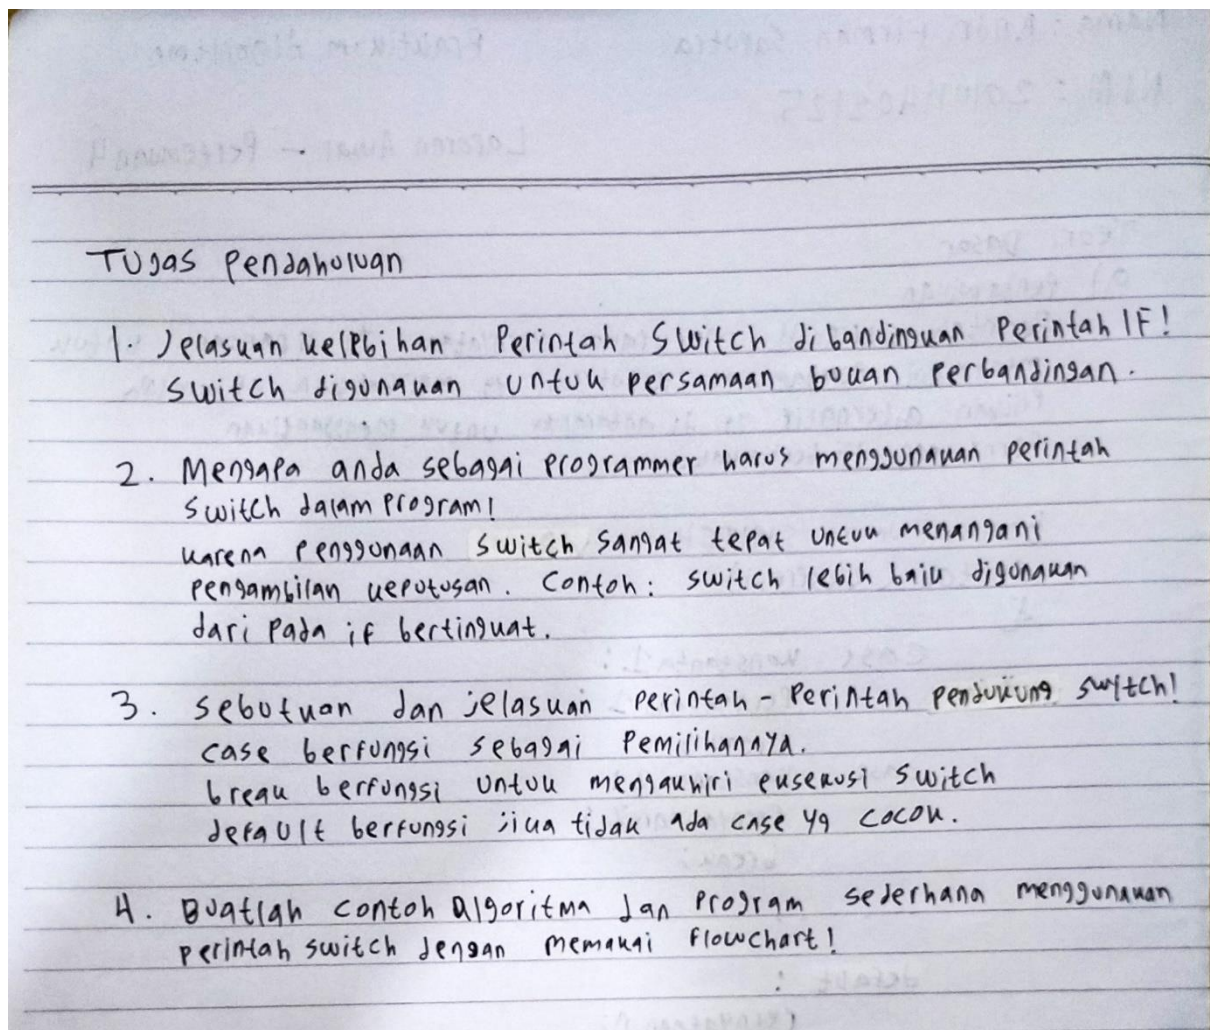 Tugas Pendahuluan
1. Jelaskan kelebihan Perintah Switch dibandingkan Perintah IF!
Switch digunakan untuk persamaan bukan Perbandingan.
2. Mengapa anda sebagai Programmer harus menggunakan perintah
Switch dalam Program!
karena Penggunaan Switch Sangat tepat untuk menangani
pengambilan keputusan. Contoh: switch lebih baik digunakan
dari Pada if bertingkat.
3. Sebutkan dan jelaskan perintah-Perintah pendukung switch!
case berfungsi sebagai Pemilihannya.
break berfungsi untuk mengakhiri eksekusi switch
default berfungsi jika tidak ada case yg cocok.
4. Buatlah contoh algoritma dan Program sederhana menggunakan
perintah switch dengan memakai Flowchart!